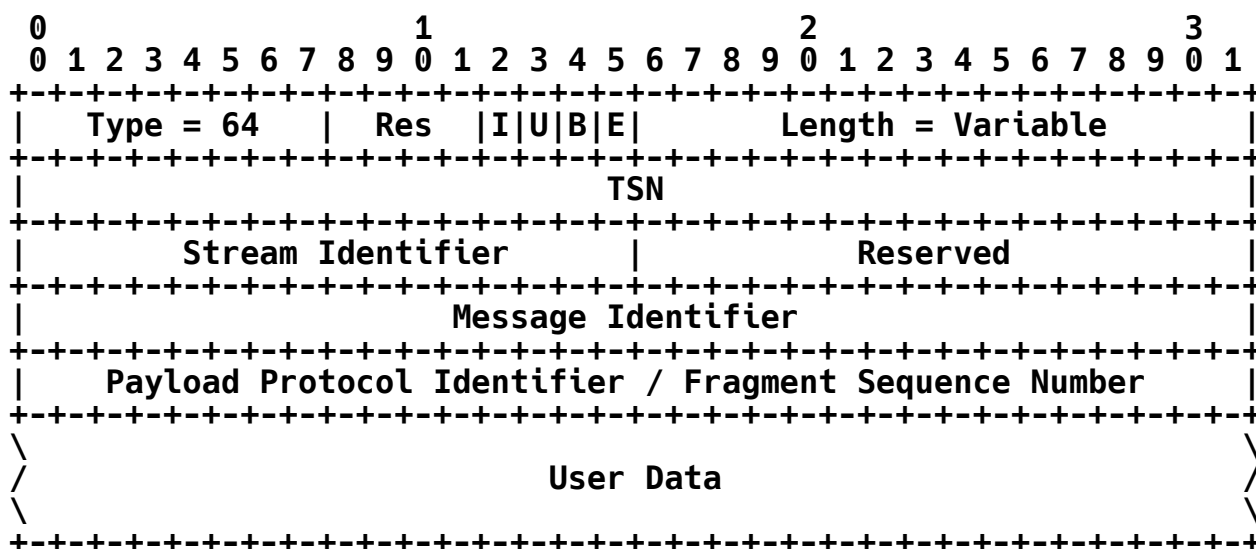 0                   1                   2                   3
 0 1 2 3 4 5 6 7 8 9 0 1 2 3 4 5 6 7 8 9 0 1 2 3 4 5 6 7 8 9 0 1
+-+-+-+-+-+-+-+-+-+-+-+-+-+-+-+-+-+-+-+-+-+-+-+-+-+-+-+-+-+-+-+-+
|   Type = 64   |  Res  |I|U|B|E|       Length = Variable       |
+-+-+-+-+-+-+-+-+-+-+-+-+-+-+-+-+-+-+-+-+-+-+-+-+-+-+-+-+-+-+-+-+
|                              TSN                              |
+-+-+-+-+-+-+-+-+-+-+-+-+-+-+-+-+-+-+-+-+-+-+-+-+-+-+-+-+-+-+-+-+
|        Stream Identifier      |           Reserved            |
+-+-+-+-+-+-+-+-+-+-+-+-+-+-+-+-+-+-+-+-+-+-+-+-+-+-+-+-+-+-+-+-+
|                      Message Identifier                       |
+-+-+-+-+-+-+-+-+-+-+-+-+-+-+-+-+-+-+-+-+-+-+-+-+-+-+-+-+-+-+-+-+
|    Payload Protocol Identifier / Fragment Sequence Number     |
+-+-+-+-+-+-+-+-+-+-+-+-+-+-+-+-+-+-+-+-+-+-+-+-+-+-+-+-+-+-+-+-+
\                                                               \
/                           User Data                           /
\                                                               \
+-+-+-+-+-+-+-+-+-+-+-+-+-+-+-+-+-+-+-+-+-+-+-+-+-+-+-+-+-+-+-+-+